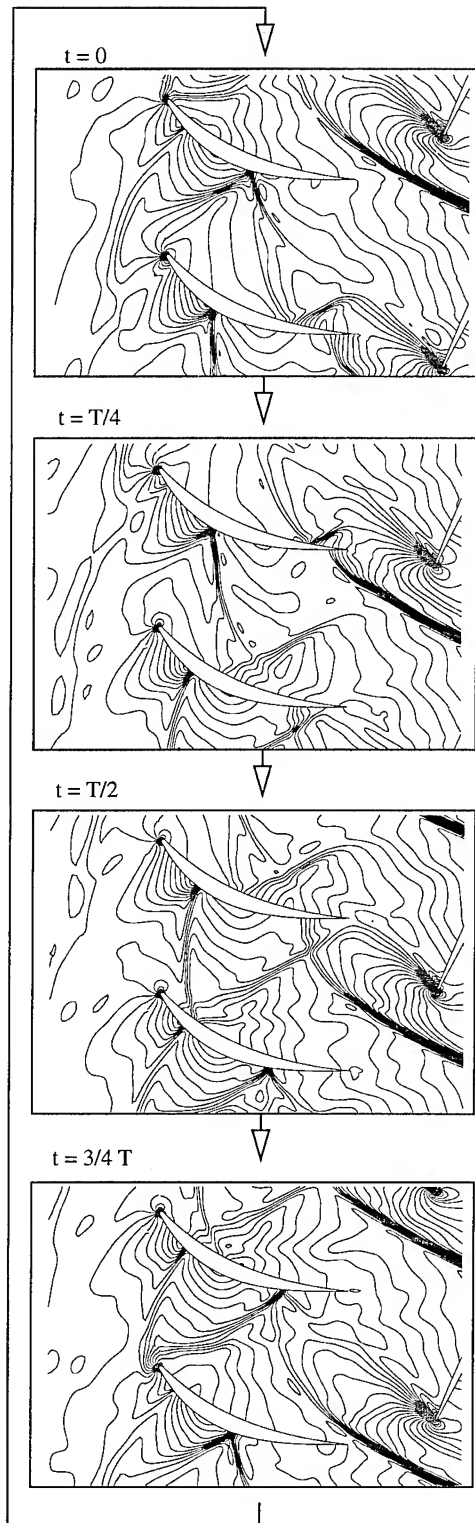 t = 0
t = T/4
t = T/2
t = 3/4 T